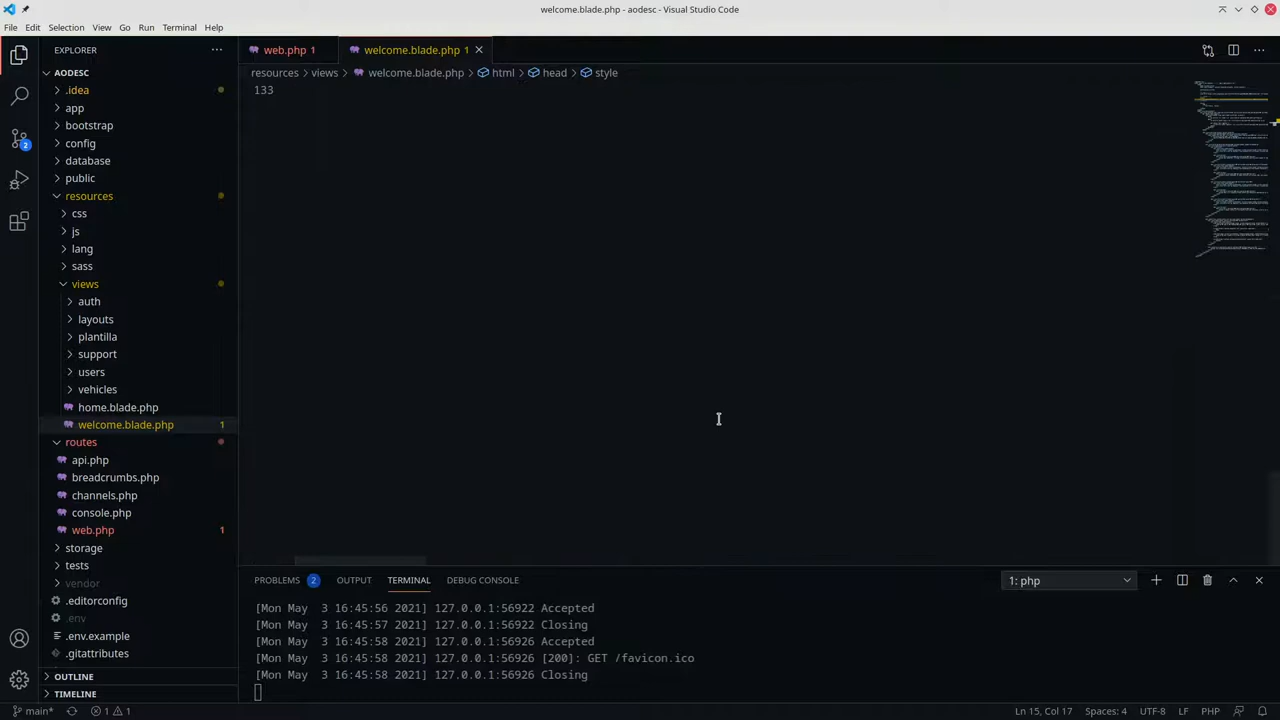 welcome.blade.php - aodesc - Visual Studio Code
File Edit Selection View Go Run Terminal Help
EXPLORER
web.php 1
welcome.blade.php 1
AODESC
resources > views > welcome.blade.php > html > head > style
133
.idea
app
bootstrap
config
2
database
public
resources
css
js
lang
sass
views
auth
layouts
plantilla
support
users
vehicles
home.blade.php
welcome.blade.php 1
routes
api.php
breadcrumbs.php
channels.php
console.php
web.php 1
storage
tests
vendor
.editorconfig
.env
.env.example
.gitattributes
OUTLINE
TIMELINE
PROBLEMS 2 OUTPUT TERMINAL DEBUG CONSOLE 1: php
[Mon May  3 16:45:56 2021] 127.0.0.1:56922 Accepted
[Mon May  3 16:45:57 2021] 127.0.0.1:56922 Closing
[Mon May  3 16:45:58 2021] 127.0.0.1:56926 Accepted
[Mon May  3 16:45:58 2021] 127.0.0.1:56926 [200]: GET /favicon.ico
[Mon May  3 16:45:58 2021] 127.0.0.1:56926 Closing
main* 1 1 Ln 15, Col 17 Spaces: 4 UTF-8 LF PHP